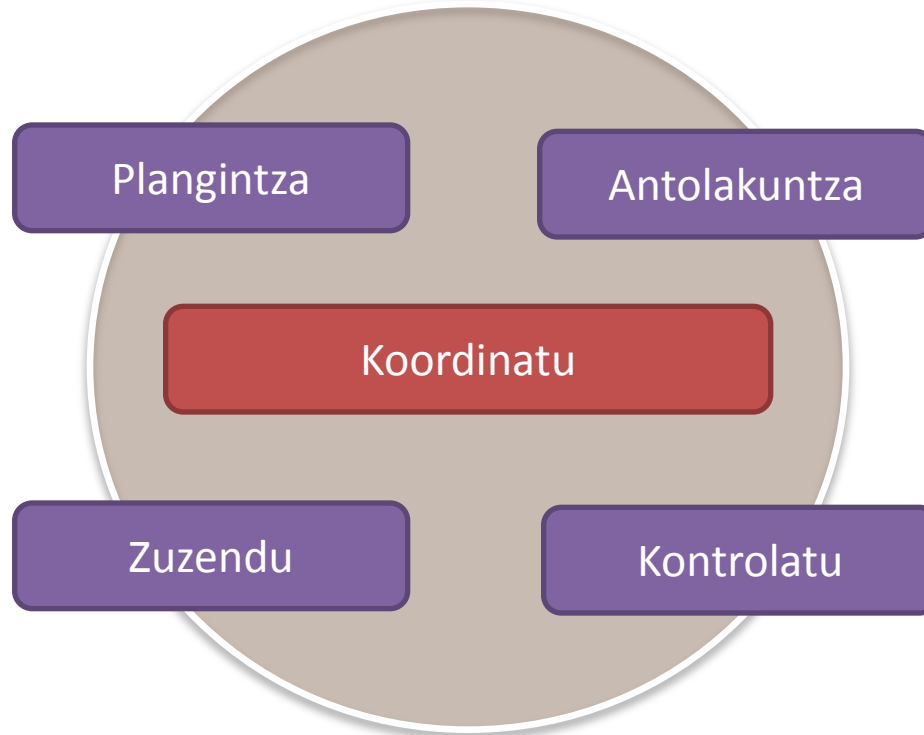 Plangintza
Antolakuntza
Koordinatu
Zuzendu
Kontrolatu